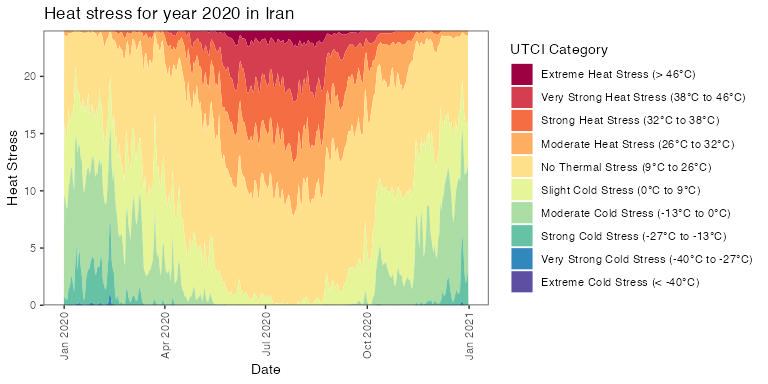 Heat stress for year 2020 in Iran
Heat Stress
20
15
10
5
0
Jan 2020
Apr 2020
Jul 2020
Oct 2020
Jan 2021
Date
UTCI Category
Extreme Heat Stress (> 46°C)
Very Strong Heat Stress (38°C to 46°C)
Strong Heat Stress (32°C to 38°C)
Moderate Heat Stress (26°C to 32°C)
No Thermal Stress (9°C to 26°C)
Slight Cold Stress (0°C to 9°C)
Moderate Cold Stress (-13°C to 0°C)
Strong Cold Stress (-27°C to -13°C)
Very Strong Cold Stress (-40°C to -27°C)
Extreme Cold Stress (< -40°C)